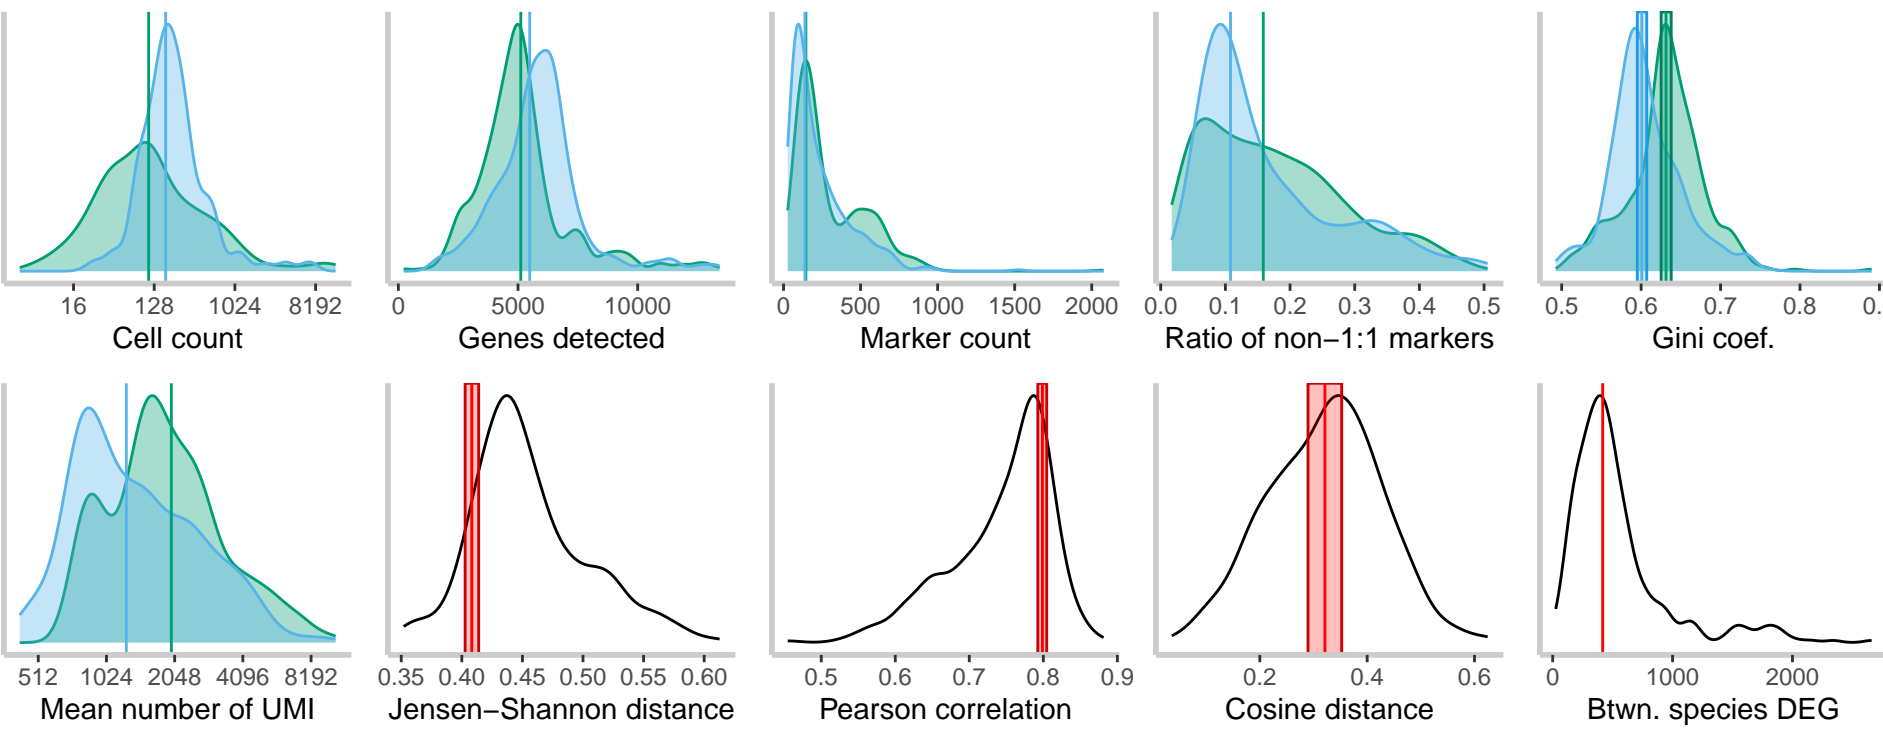 16 128 1024 8192
Cell count
0 5000 10000
Genes detected
0 500 1000 1500 2000
Marker count
0.0 0.1 0.2 0.3 0.4 0.5
Ratio of non−1:1 markers
0.5 0.6 0.7 0.8 0.
Gini coef.
512 1024 2048 4096 8192
Mean number of UMI
0.35 0.40 0.45 0.50 0.55 0.60
Jensen−Shannon distance
0.5 0.6 0.7 0.8 0.9
Pearson correlation
0.2 0.4 0.6
Cosine distance
0 1000 2000
Btwn. species DEG